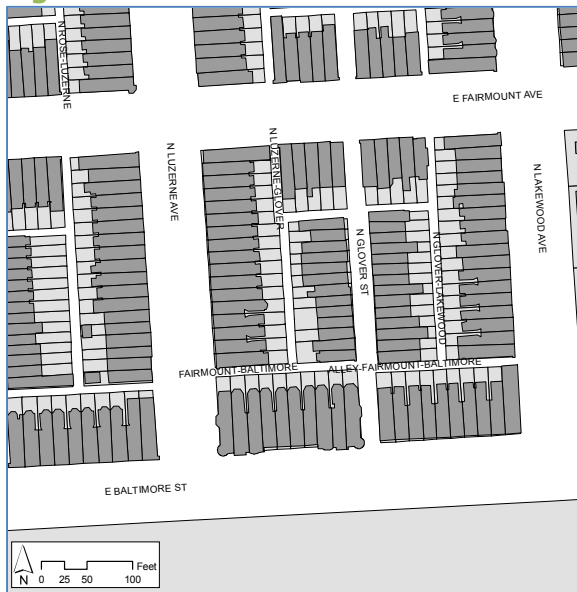 N ROSE-LUZERNE
E FAIRMOUNT AVE
N LUZERNE AVE
N LUZERNE-GLOVER
N LAKEWOOD AVE
N GLOVER ST
N GLOVER-LAKEWOOD
FAIRMOUNT-BALTIMORE
ALLEY-FAIRMOUNT-BALTIMORE
E BALTIMORE ST
N
0 25 50 100 Feet